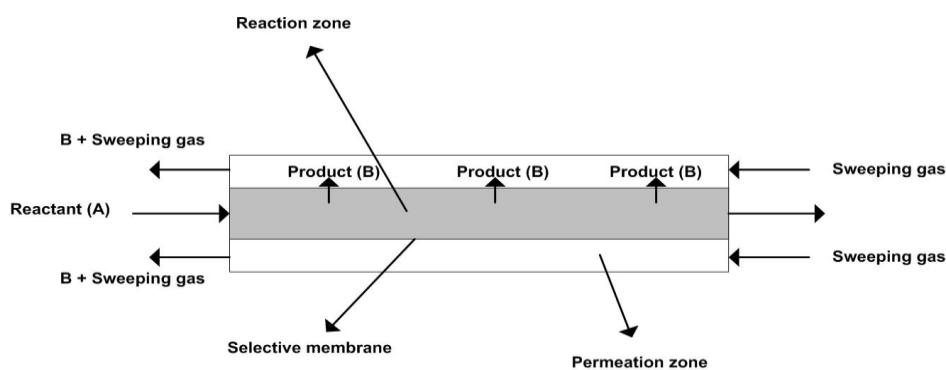 Reaction zone
B + Sweeping gas
Product (B) Product (B) Product (B)
Sweeping gas
Reactant (A)
B + Sweeping gas
Sweeping gas
Selective membrane
Permeation zone